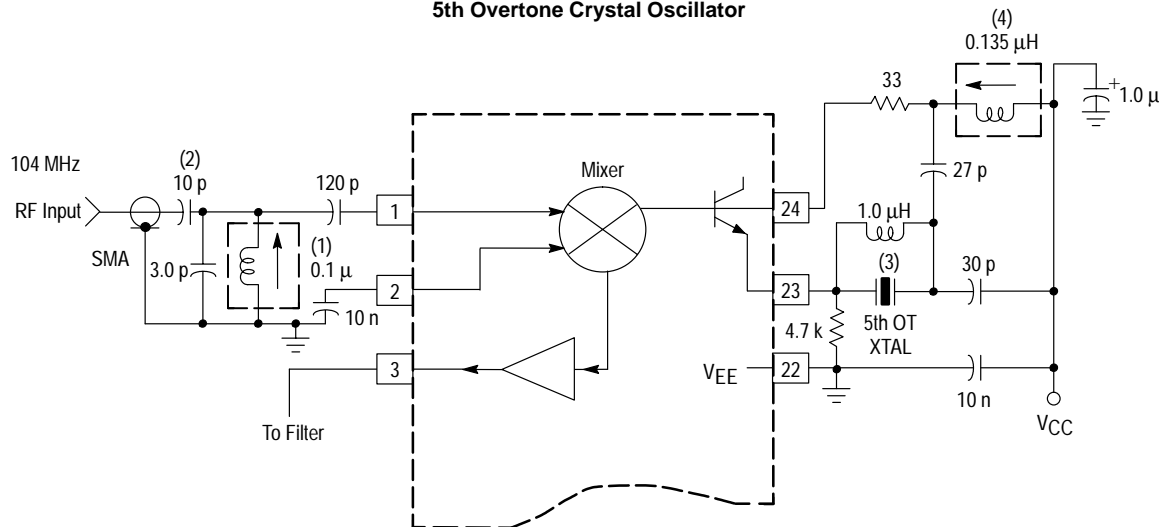 5th Overtone Crystal Oscillator
(4)
0.135 μH
33
+
1.0 μ
104 MHz
(2)
10 p
120 p
Mixer
27 p
RF Input
1
24
1.0 μH
SMA
3.0 p
(1)
0.1 μ
(3)
30 p
2
23
10 n
4.7 k
5th OT
XTAL
3
VEE
22
10 n
To Filter
VCC